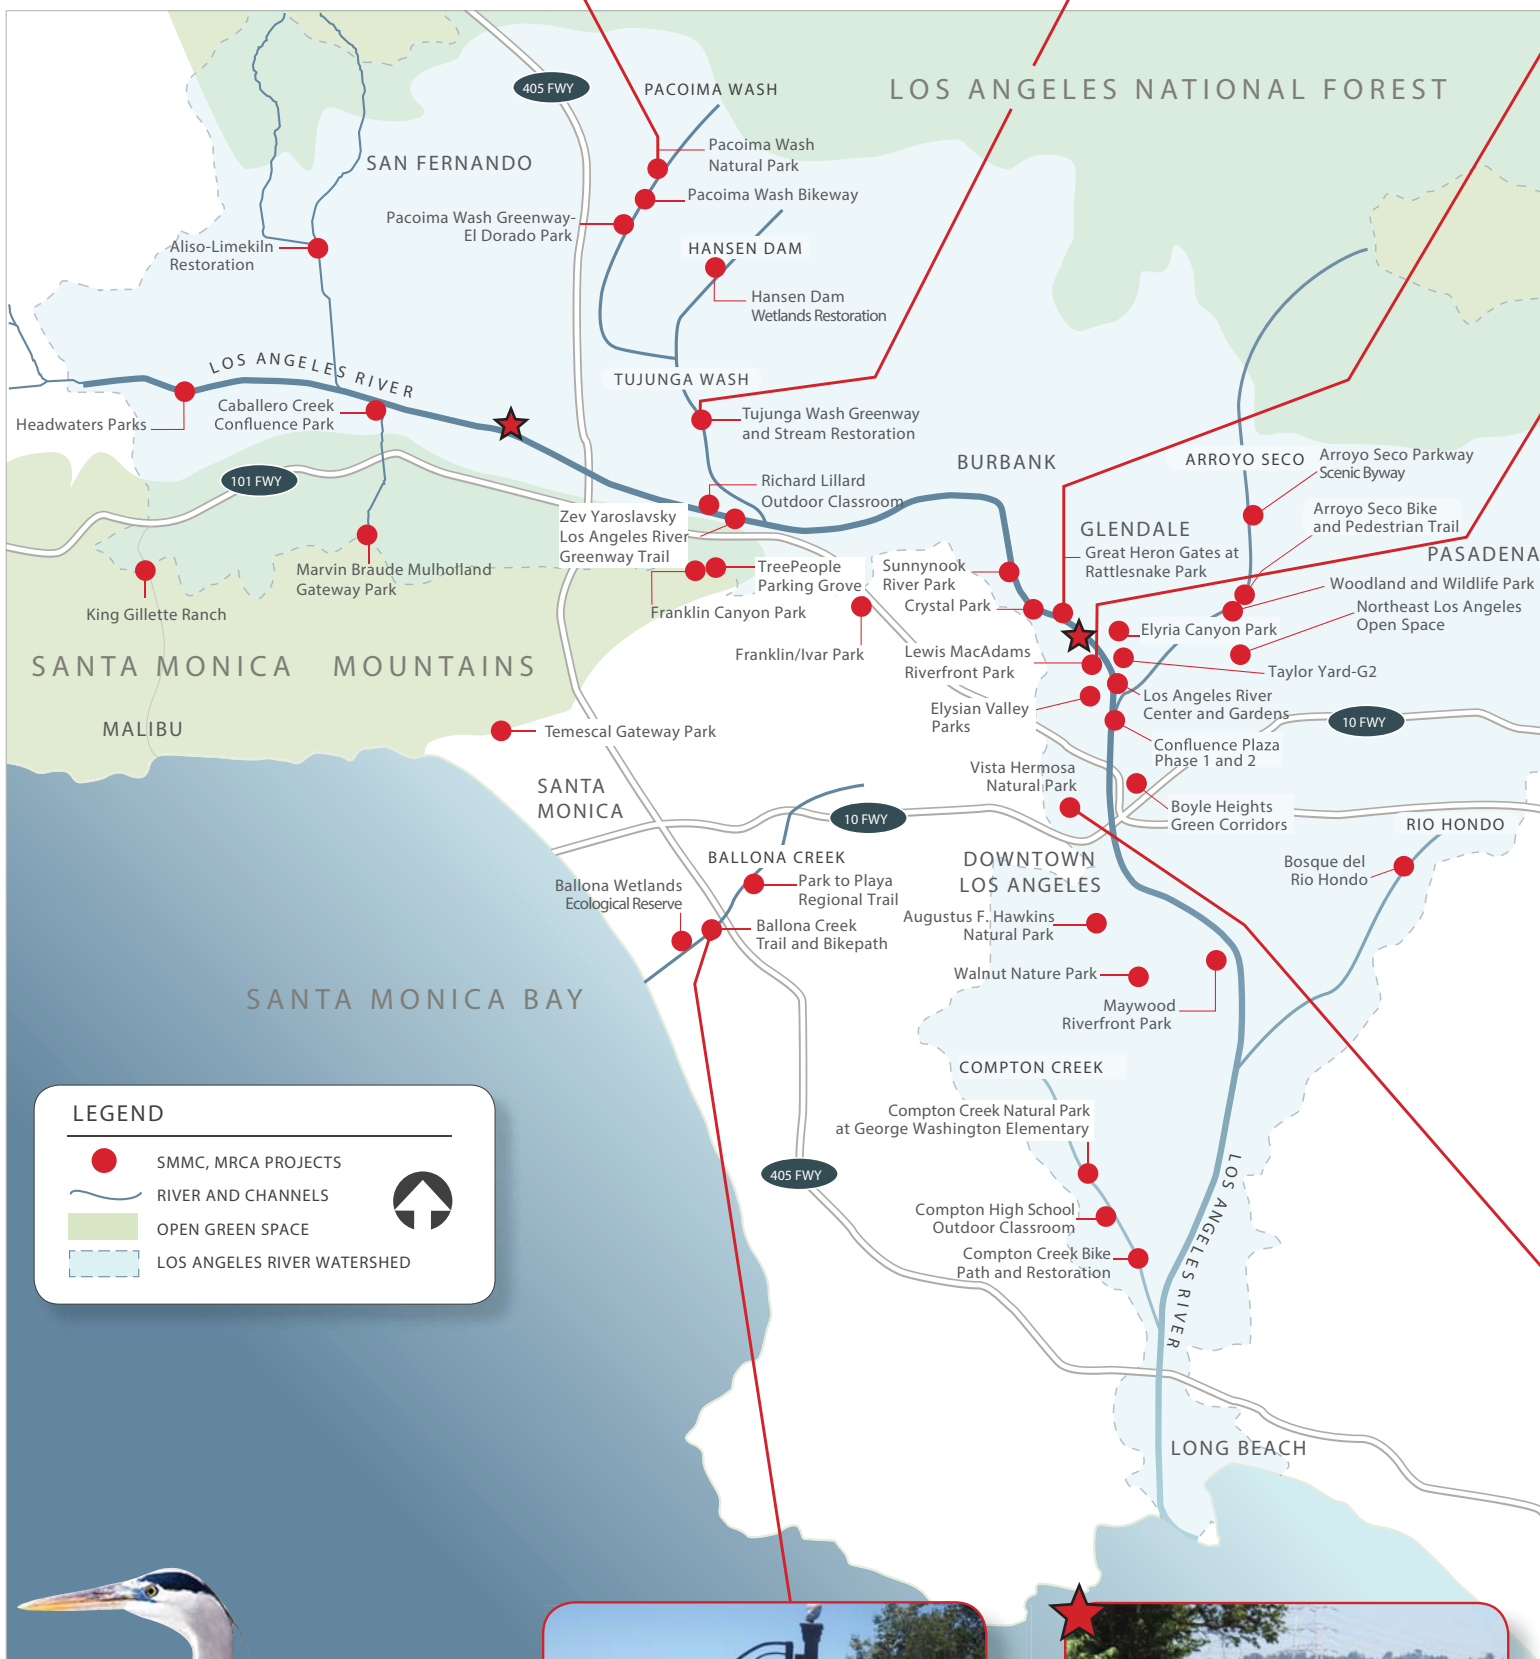 405 FWY
PACOIMA WASH
LOS ANGELES NATIONAL FOREST
SAN FERNANDO
Pacoima Wash
Natural Park
Pacoima Wash Bikeway
Pacoima Wash Greenway-
El Dorado Park
Aliso-Limekiln
Restoration
HANSEN DAM
Hansen Dam
Wetlands Restoration
LOS ANGELES RIVER
TUJUNGA WASH
Headwaters Parks
Caballero Creek
Confluence Park
Tujunga Wash Greenway
and Stream Restoration
BURBANK
ARROYO SECO
Arroyo Seco Parkway
Scenic Byway
101 FWY
Richard Lillard
Outdoor Classroom
Zev Yaroslavsky
Los Angeles River
Greenway Trail
Arroyo Seco Bike
and Pedestrian Trail
GLENDALE
Great Heron Gates at
Rattlesnake Park
PASADENA
Marvin Braude Mulholland
Gateway Park
TreePeople
Parking Grove
Sunnynook
River Park
Woodland and Wildlife Park
King Gillette Ranch
Franklin Canyon Park
Crystal Park
Northeast Los Angeles
Open Space
Elyria Canyon Park
Franklin/Ivar Park
Lewis MacAdams
Riverfront Park
Taylor Yard-G2
SANTA MONICA MOUNTAINS
Los Angeles River
Center and Gardens
Elysian Valley
Parks
10 FWY
MALIBU
Temescal Gateway Park
Confluence Plaza
Phase 1 and 2
Vista Hermosa
Natural Park
SANTA
MONICA
Boyle Heights
Green Corridors
10 FWY
RIO HONDO
BALLONA CREEK
DOWNTOWN
LOS ANGELES
Bosque del
Rio Hondo
Park to Playa
Regional Trail
Ballona Wetlands
Ecological Reserve
Augustus F. Hawkins
Natural Park
Ballona Creek
Trail and Bikepath
Walnut Nature Park
SANTA MONICA BAY
Maywood
Riverfront Park
COMPTON CREEK
Compton Creek Natural Park
at George Washington Elementary
LEGEND
SMMC, MRCA PROJECTS
RIVER AND CHANNELS
OPEN GREEN SPACE
LOS ANGELES RIVER WATERSHED
405 FWY
LOS ANGELES RIVER
Compton High School
Outdoor Classroom
Compton Creek Bike
Path and Restoration
LONG BEACH